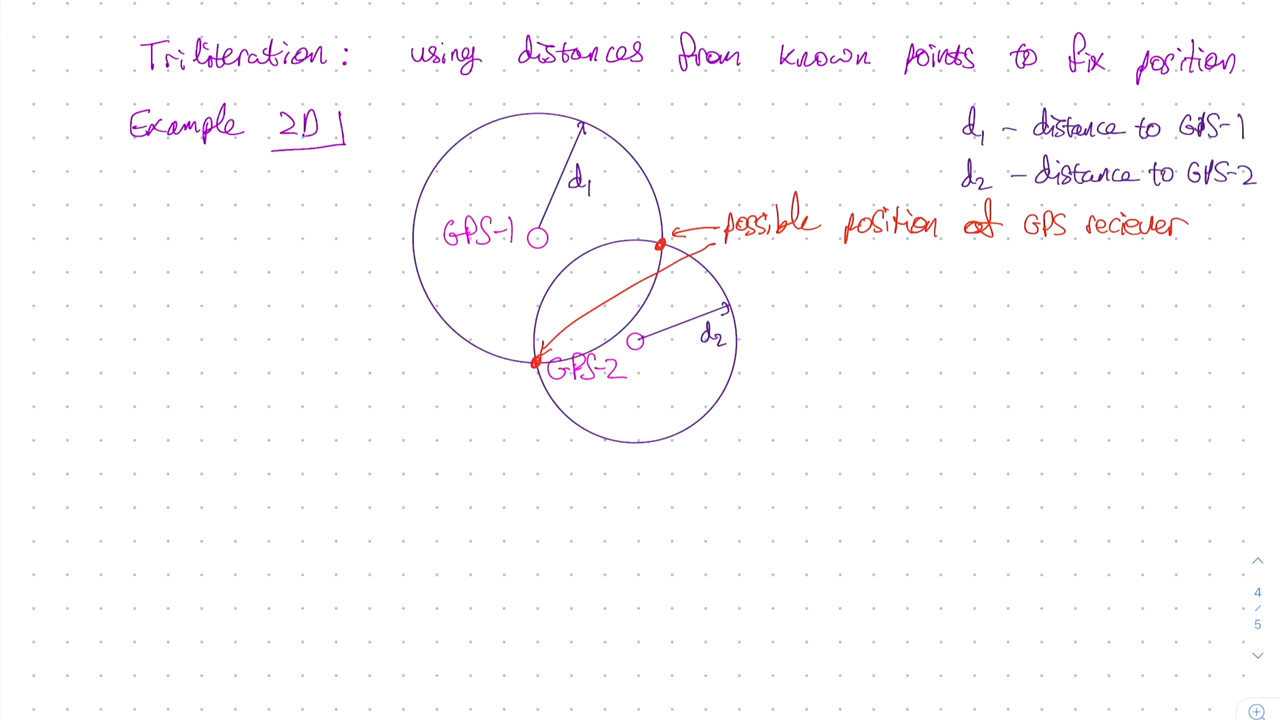 Triliteration: using distances from known points to fix position
Example 2D
d1 - distance to GPS-1
d2 - distance to GPS-2
d1
GPS-1
possible position of GPS reciever
d2
GPS-2
4
/
5